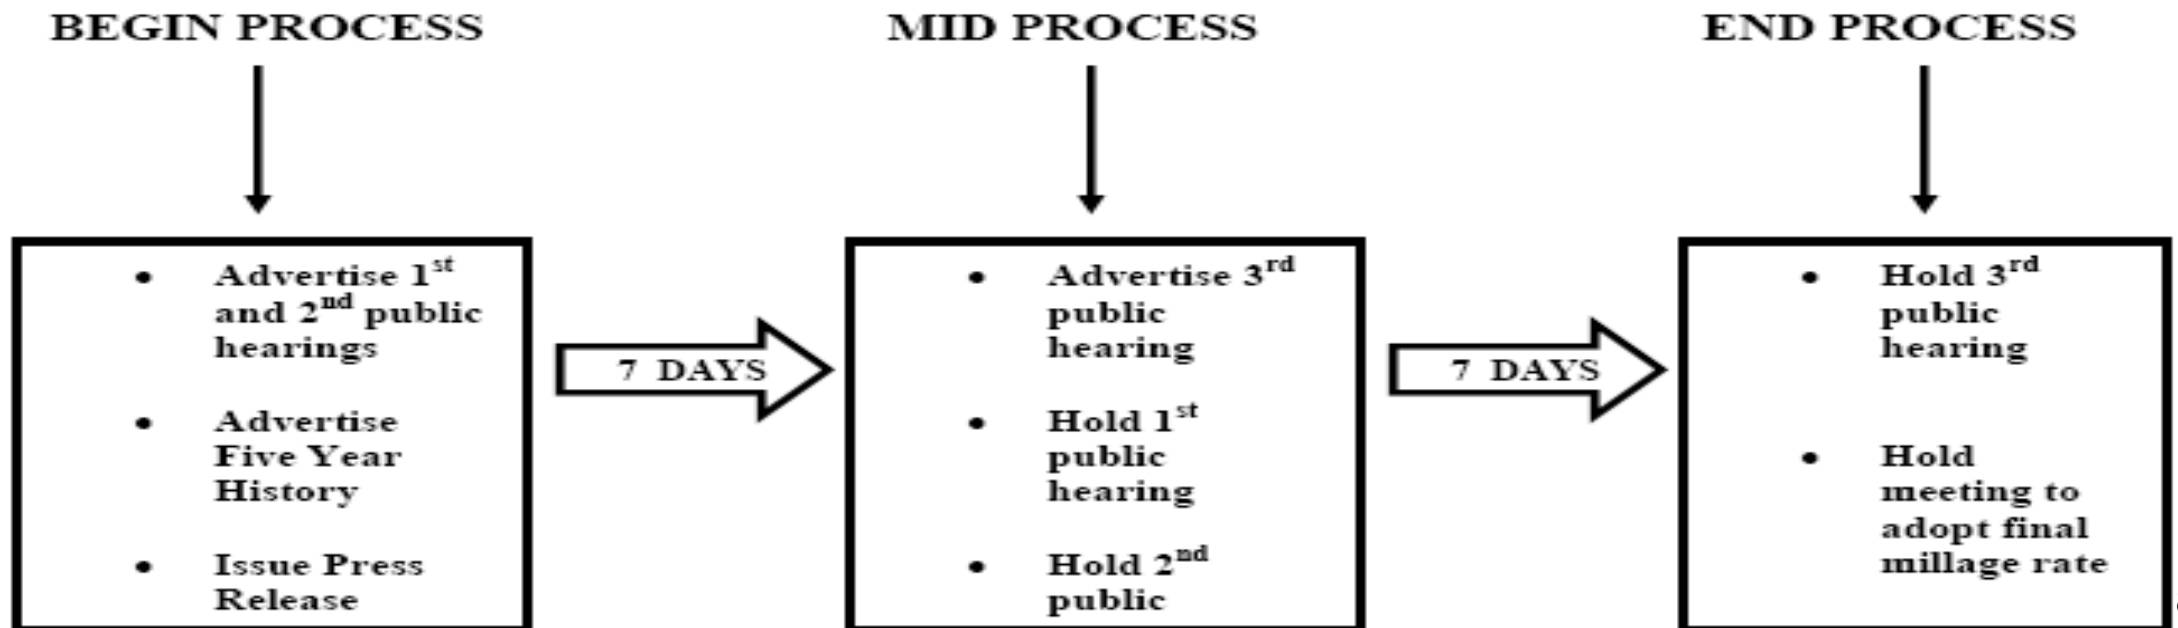 BEGIN PROCESS
MID PROCESS
END PROCESS
• Advertise 1st
and 2nd public
hearings
• Advertise
Five Year
History
• Issue Press
Release
7 DAYS
• Advertise 3rd
public
hearing
• Hold 1st
public
hearing
• Hold 2nd
public
7 DAYS
• Hold 3rd
public
hearing
• Hold
meeting to
adopt final
millage rate